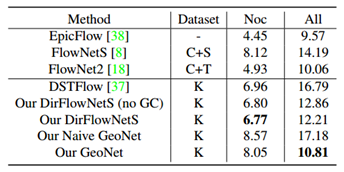 Method Dataset Noc All
EpicFlow [38] - 4.45 9.57
FlowNetS [8] C+S 8.12 14.19
FlowNet2 [18] C+T 4.93 10.06
DSTFlow [37] K 6.96 16.79
Our DirFlowNetS (no GC) K 6.80 12.86
Our DirFlowNetS K 6.77 12.21
Our Naive GeoNet K 8.57 17.18
Our GeoNet K 8.05 10.81